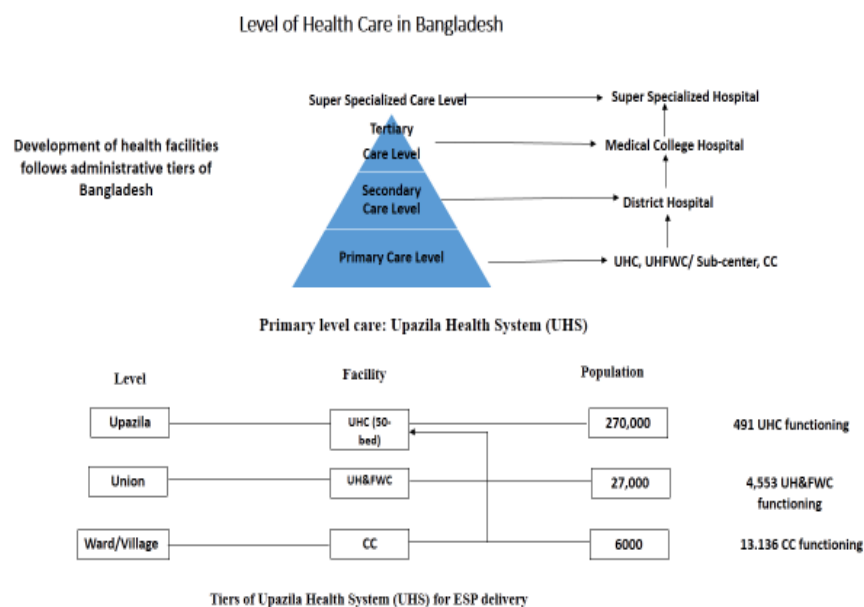 Level of Health Care in Bangladesh
Super Specialized Care Level
Super Specialized Hospital
Tertiary
Care Level
Medical College Hospital
Development of health facilities
follows administrative tiers of
Bangladesh
Secondary
Care Level
District Hospital
Primary Care Level
UHC, UHFWC/ Sub-center, CC
Primary level care: Upazila Health System (UHS)
Level
Facility
Population
Upazila
UHC (50-
bed)
270,000
491 UHC functioning
Union
UH&FWC
27,000
4,553 UH&FWC
functioning
Ward/Village
CC
6000
13.136 CC functioning
Tiers of Upazila Health System (UHS) for ESP delivery